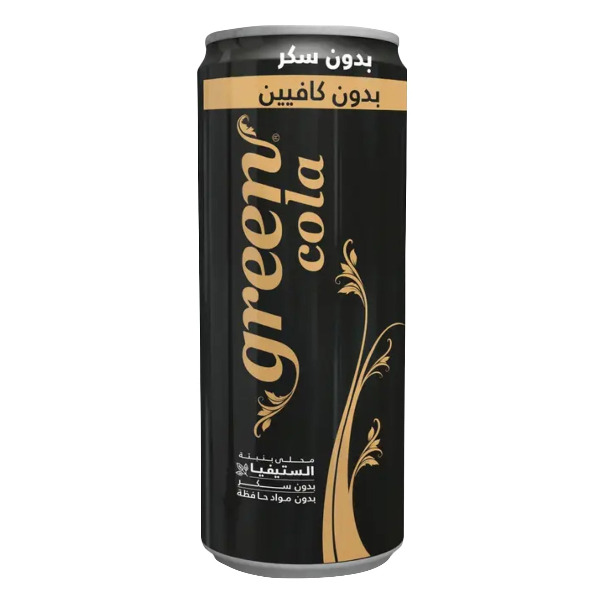 بدون سكر
بدون كافيين
green
cola
محلى بنبتة
الستيفيا
بدون سكر
بدون مواد حافظة